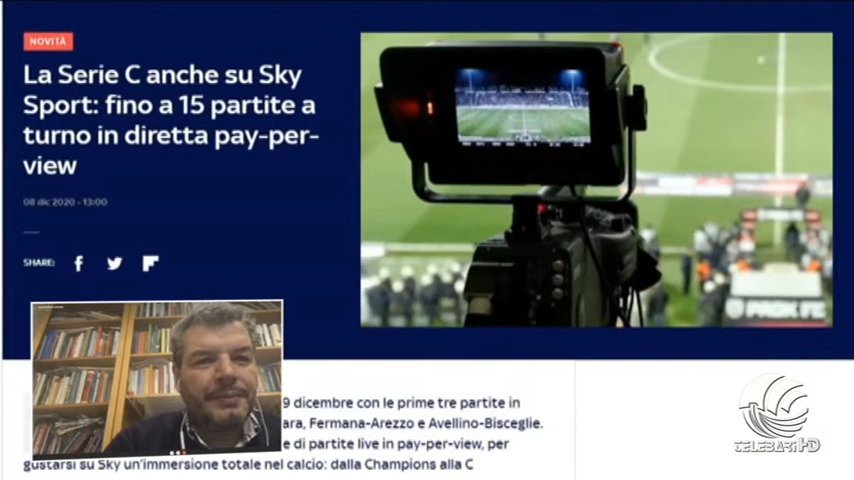 NOVITÀ
La Serie C anche su Sky
Sport: fino a 15 partite a
turno in diretta pay-per-
view
08 dic 2020 - 13:00
SHARE:
PAOK FC
9 dicembre con le prime tre partite in
ara, Fermana-Arezzo e Avellino-Bisceglie.
e di partite live in pay-per-view, per
gustarsi su Sky un'immersione totale nel calcio: dalla Champions alla C
TELEBARI HD